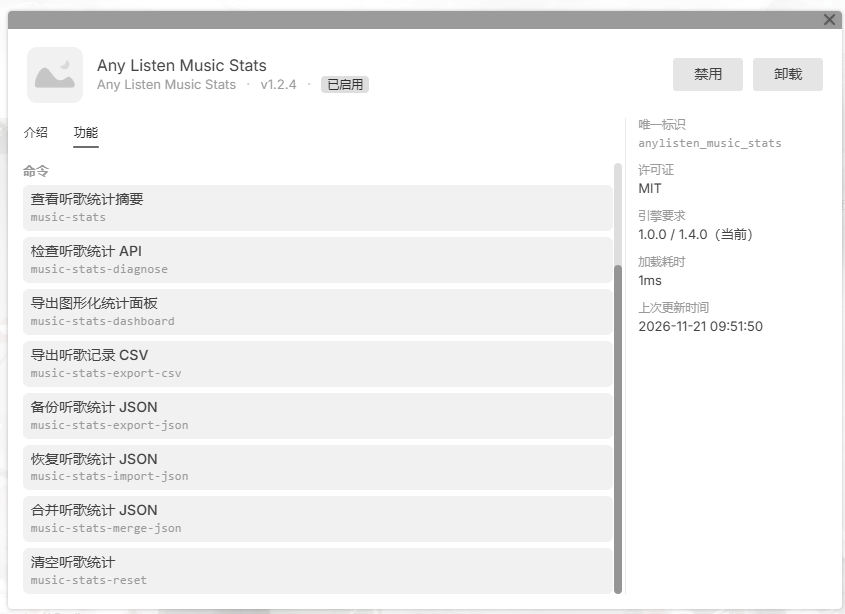 Any Listen Music Stats
Any Listen Music Stats · v1.2.4 · 已启用
禁用
卸载
介绍
功能
命令
查看听歌统计摘要
music-stats
检查听歌统计 API
music-stats-diagnose
导出图形化统计面板
music-stats-dashboard
导出听歌记录 CSV
music-stats-export-csv
备份听歌统计 JSON
music-stats-export-json
恢复听歌统计 JSON
music-stats-import-json
合并听歌统计 JSON
music-stats-merge-json
清空听歌统计
music-stats-reset
唯一标识
anylisten_music_stats
许可证
MIT
引擎要求
1.0.0 / 1.4.0（当前）
加载耗时
1ms
上次更新时间
2026-11-21 09:51:50